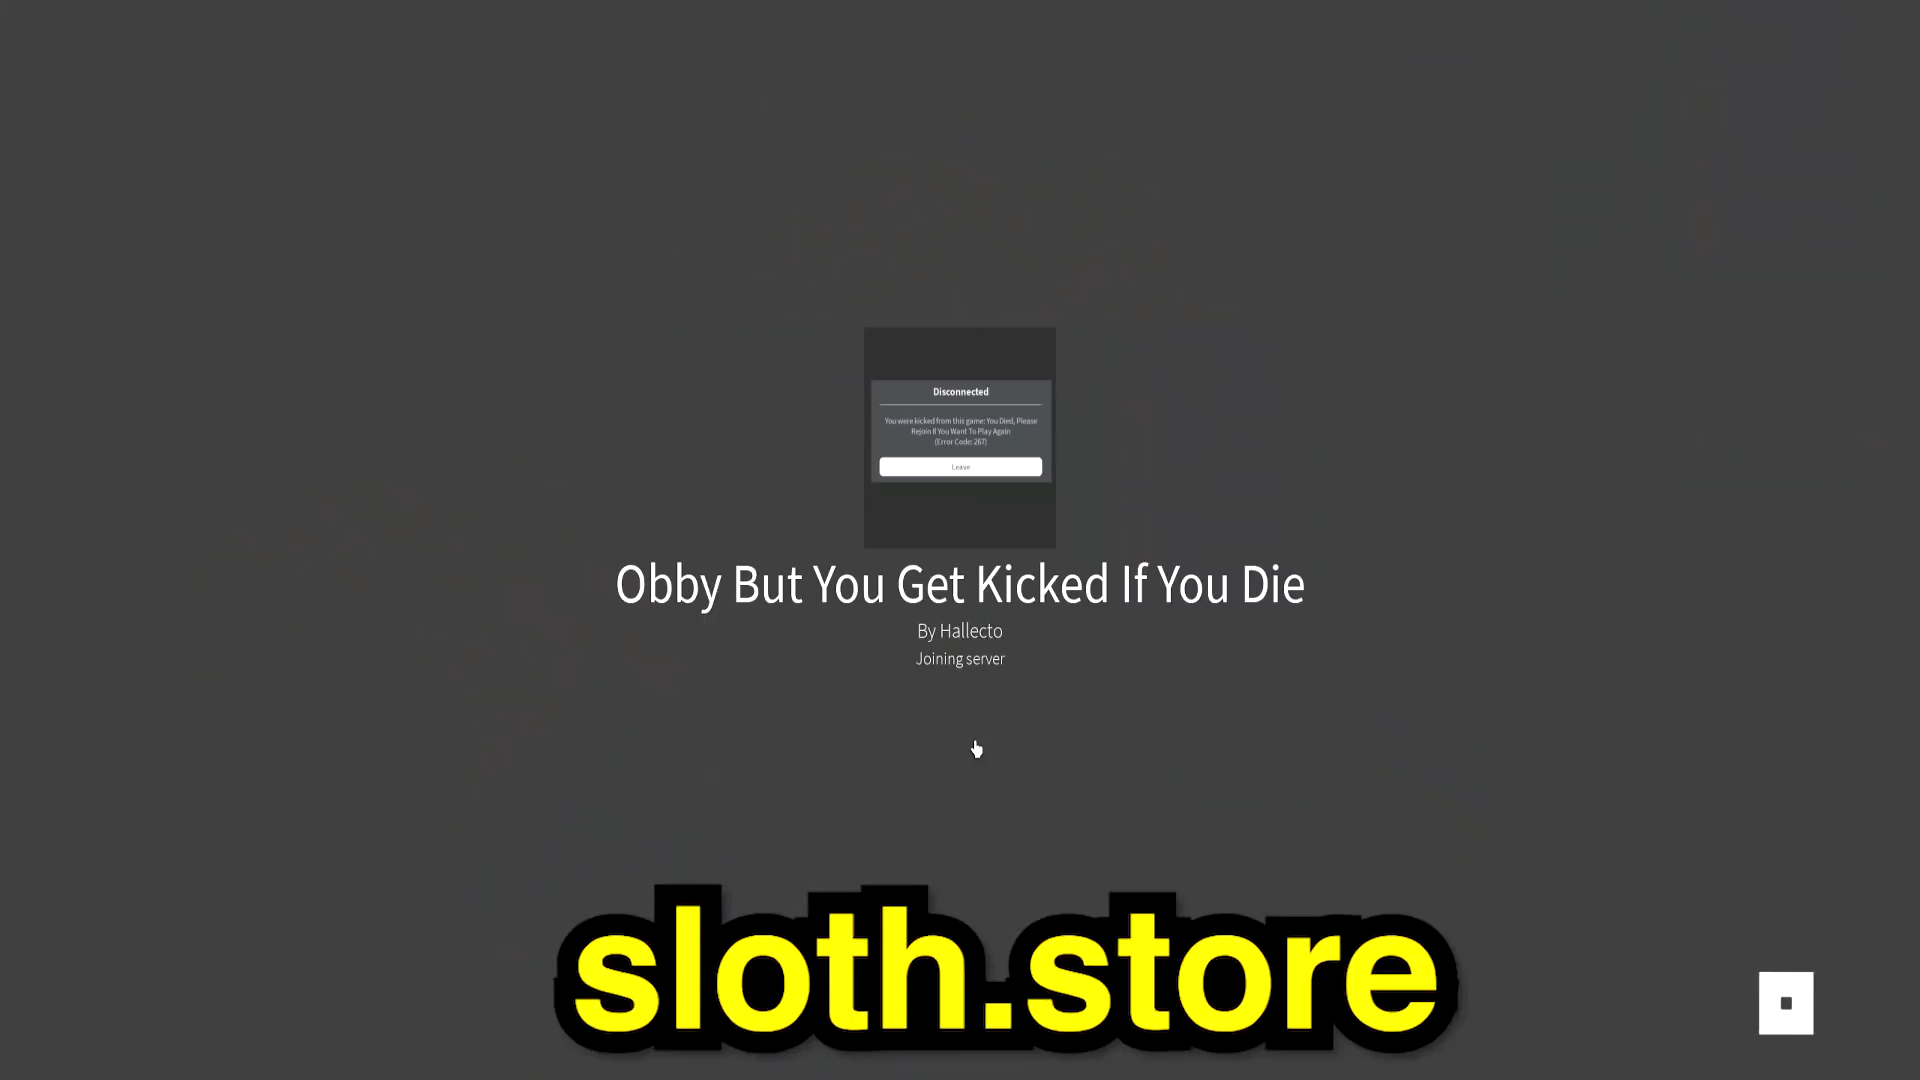 Disconnected
You were kicked from this game: You Died, Please
Rejoin If You Want To Play Again
(Error Code: 267)
Leave
Obby But You Get Kicked If You Die
By Hallecto
Joining server
sloth.store